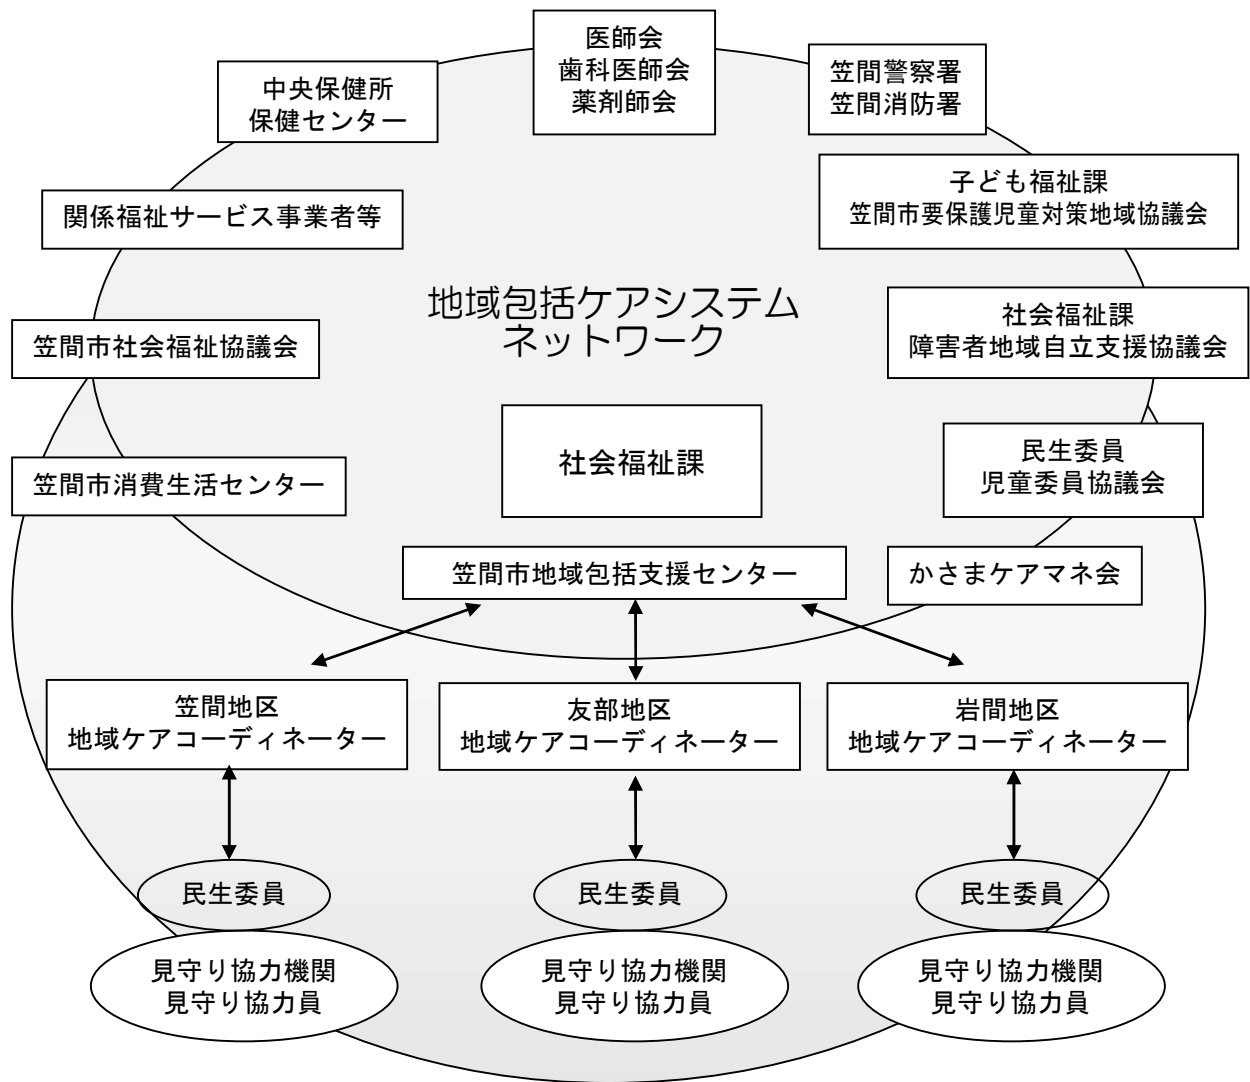 医師会
歯科医師会
薬剤師会
中央保健所
保健センター
笠間警察署
笠間消防署
子ども福祉課
笠間市要保護児童対策地域協議会
関係福祉サービス事業者等
地域包括ケアシステム
ネットワーク
社会福祉課
障害者地域自立支援協議会
笠間市社会福祉協議会
社会福祉課
民生委員
児童委員協議会
笠間市消費生活センター
笠間市地域包括支援センター
かさまケアマネ会
笠間地区
地域ケアコーディネーター
友部地区
地域ケアコーディネーター
岩間地区
地域ケアコーディネーター
民生委員
民生委員
民生委員
見守り協力機関
見守り協力員
見守り協力機関
見守り協力員
見守り協力機関
見守り協力員